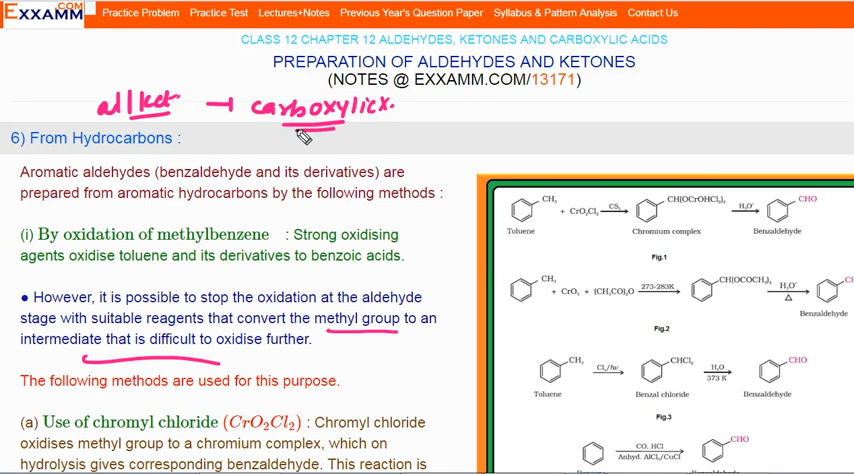 EXXAMM.COM
Practice Problem Practice Test Lectures+Notes Previous Year's Question Paper Syllabus & Pattern Analysis Contact Us
CLASS 12 CHAPTER 12 ALDEHYDES, KETONES AND CARBOXYLIC ACIDS
PREPARATION OF ALDEHYDES AND KETONES
(NOTES @ EXXAMM.COM/13171)
carboxylic
6) From Hydrocarbons :
Aromatic aldehydes (benzaldehyde and its derivatives) are
prepared from aromatic hydrocarbons by the following methods :
(i) By oxidation of methylbenzene : Strong oxidising
agents oxidise toluene and its derivatives to benzoic acids.
● However, it is possible to stop the oxidation at the aldehyde
stage with suitable reagents that convert the methyl group to an
intermediate that is difficult to oxidise further.
The following methods are used for this purpose.
(a) Use of chromyl chloride (CrO₂Cl₂) : Chromyl chloride
oxidises methyl group to a chromium complex, which on
hydrolysis gives corresponding benzaldehyde. This reaction is
CH₃ + CrO₂Cl₂ CS₂ CH(OCrOHCl₂)₂ H₃O⁺ CHO
Toluene Chromium complex Benzaldehyde
Fig.1
CH₃ + CrO₃ + (CH₃CO)₂O 273-283K CH(OCOCH₃)₂ H₃O⁺ Δ
Benzaldehyde
Fig.2
CH₃ Cl₂/hν CHCl₂ H₂O 373 K CHO
Toluene Benzal chloride Benzaldehyde
Fig.3
CO, HCl Anhyd. AlCl₃/CuCl CHO